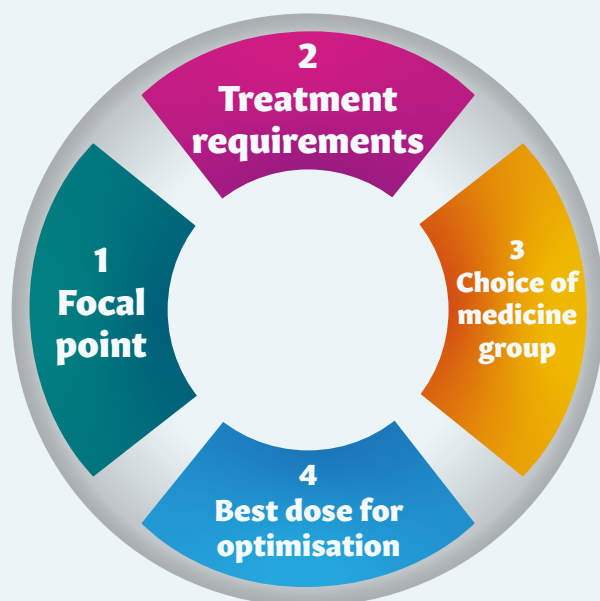 1
Focal
point
2
Treatment
requirements
3
Choice of
medicine
group
4
Best dose for
optimisation